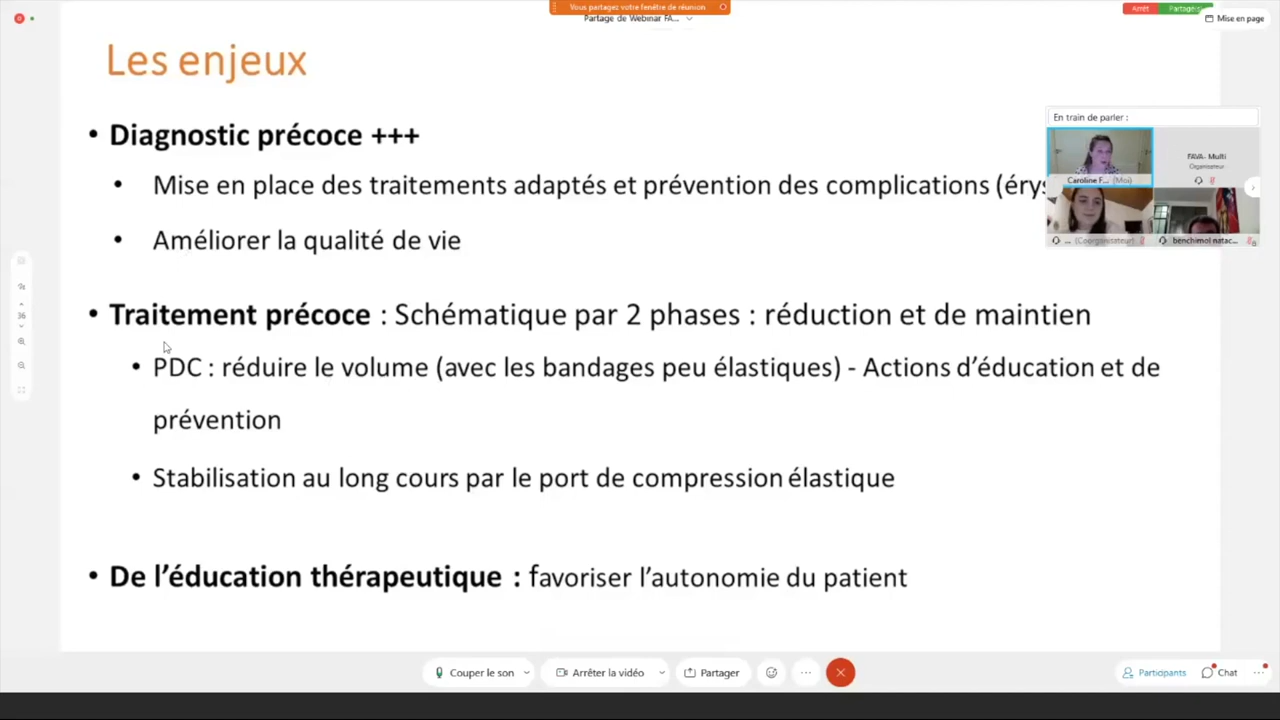 Vous partagez votre fenêtre de réunion
Partage de Webinar FA...
Arrêt
Mise en page
Les enjeux
• Diagnostic précoce +++
• Mise en place des traitements adaptés et prévention des complications (érys
• Améliorer la qualité de vie
• Traitement précoce : Schématique par 2 phases : réduction et de maintien
• PDC : réduire le volume (avec les bandages peu élastiques) - Actions d’éducation et de
prévention
• Stabilisation au long cours par le port de compression élastique
• De l’éducation thérapeutique : favoriser l’autonomie du patient
En train de parler :
Caroline F... (Moi)
FAVA- Multi
Organisateur
... (Coorganisateur)
benchimol natac...
36
Couper le son
Arrêter la vidéo
Partager
Participants
Chat